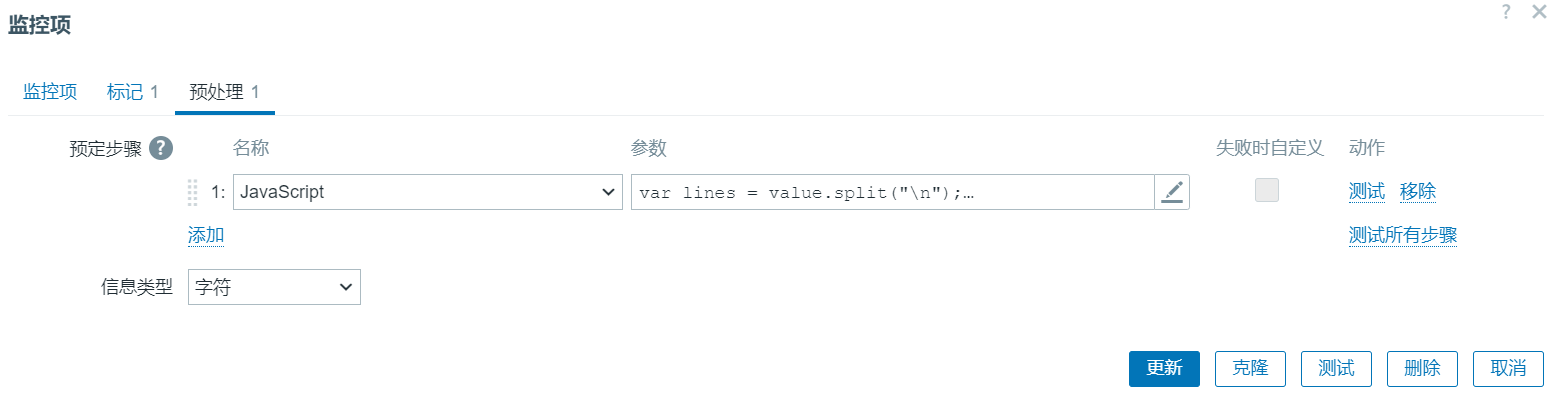 监控项
? ×
监控项 标记 1 预处理 1
预定步骤 ? 名称 参数 失败时自定义 动作
1: JavaScript var lines = value.split("\n");… 测试 移除
添加 测试所有步骤
信息类型 字符
更新 克隆 测试 删除 取消